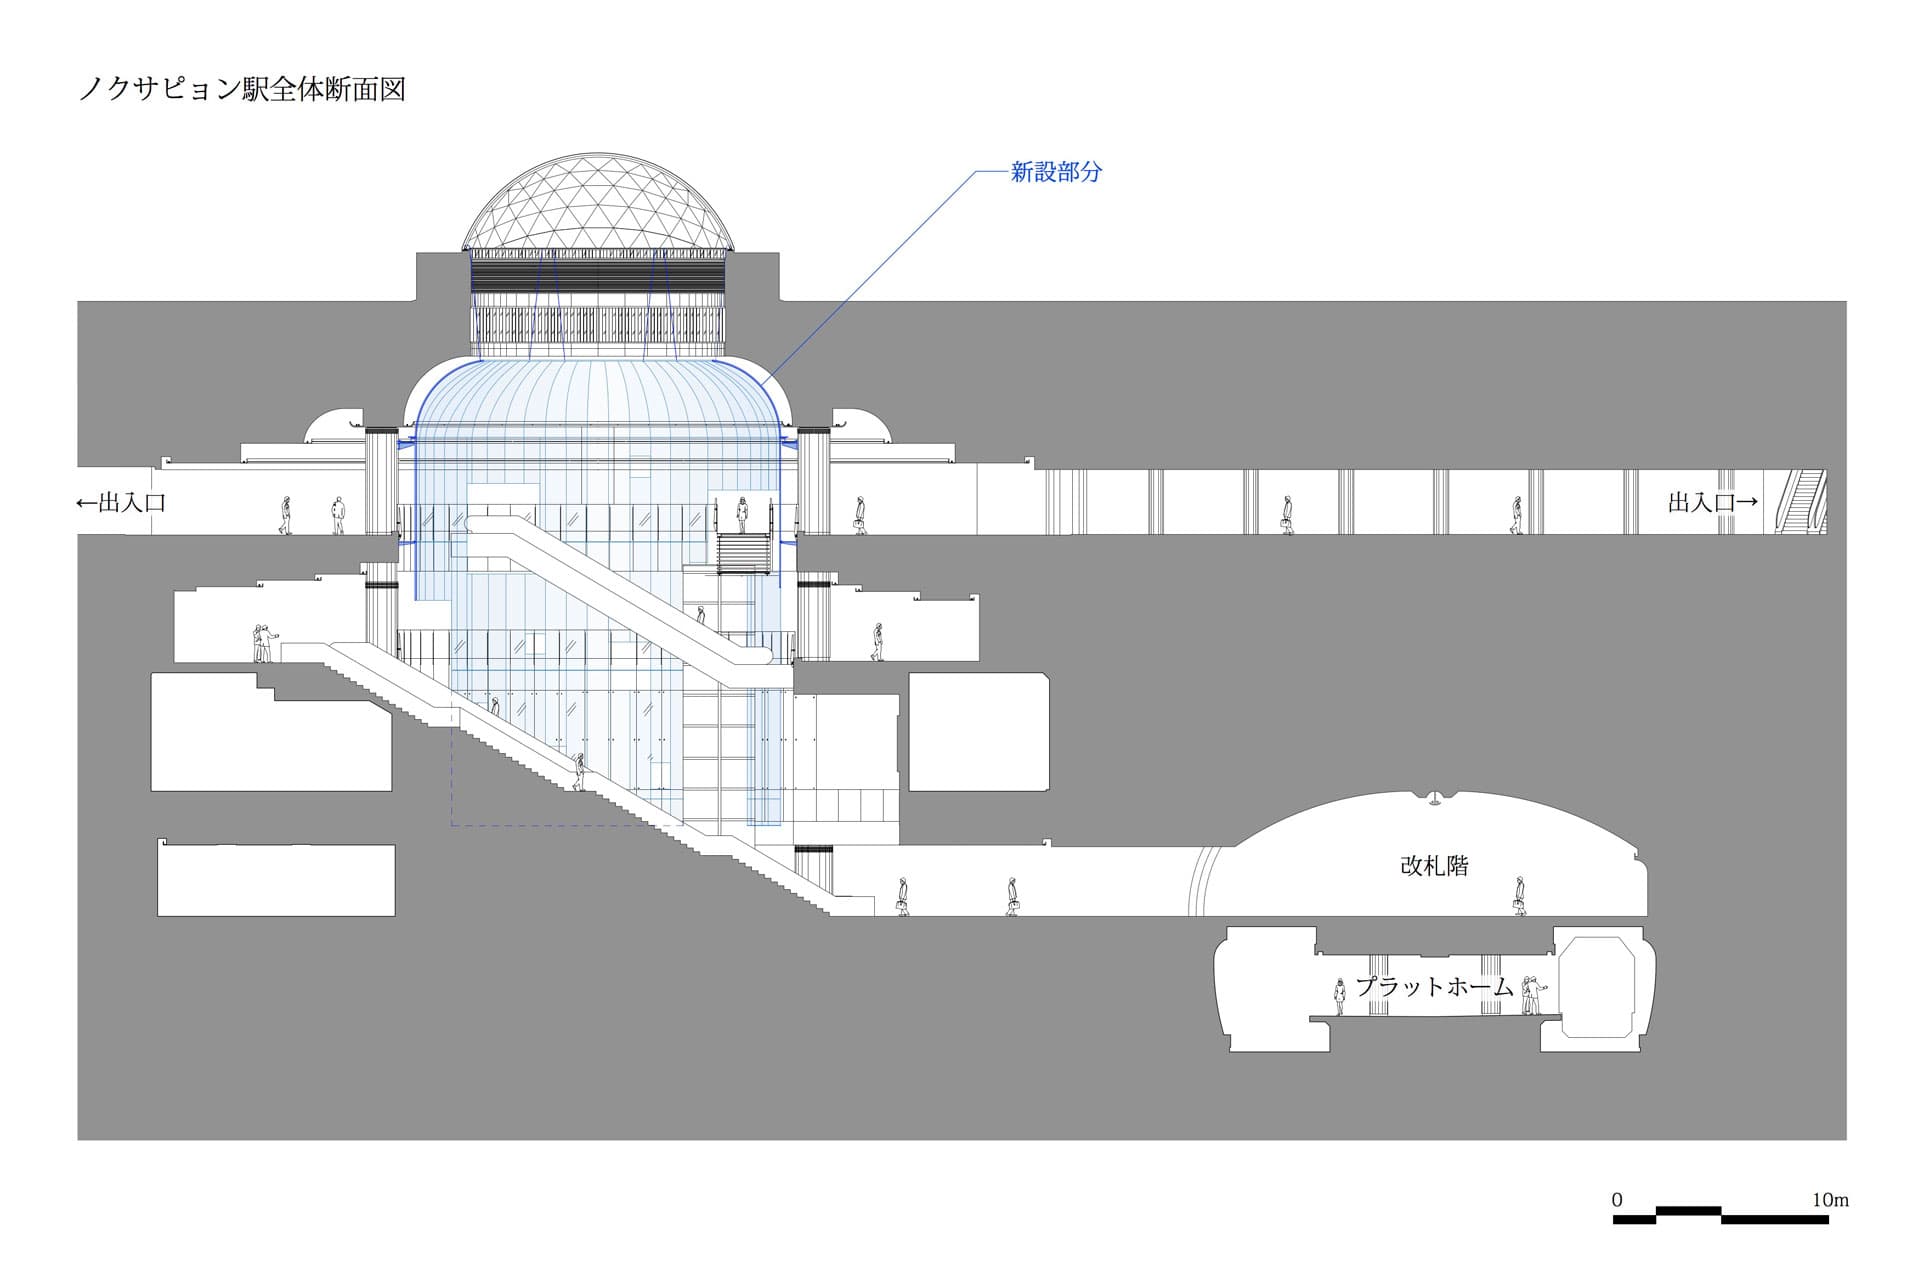 ノクサピョン駅全体断面図
新設部分
←出入口
出入口→
改札階
プラットホーム
0 10m